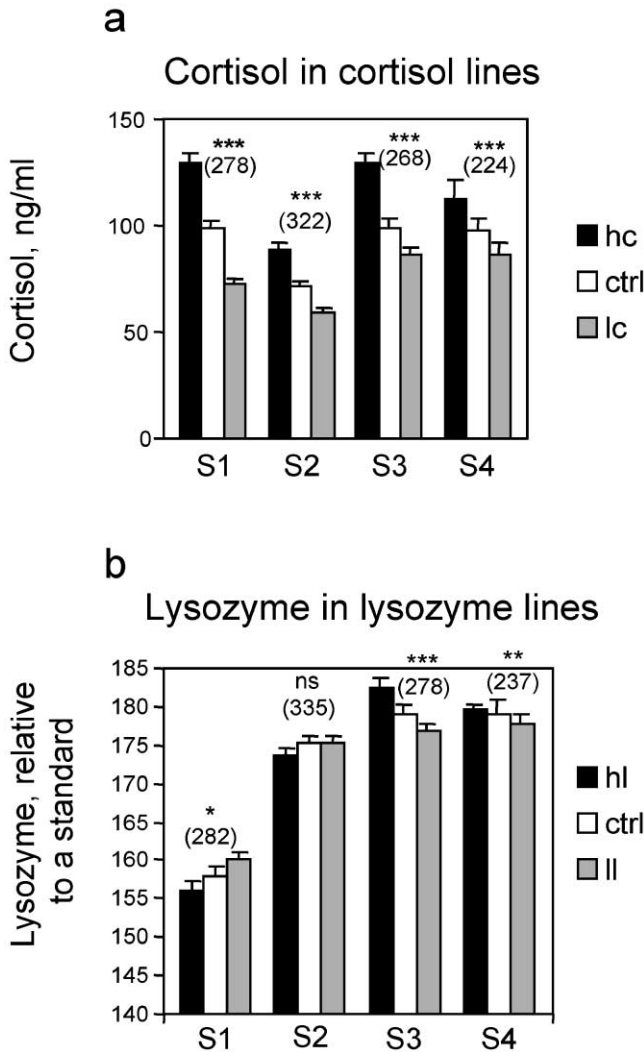 a
Cortisol in cortisol lines
Cortisol, ng/ml
150
100
50
0
***
(278)
***
(322)
***
(268)
***
(224)
S1 S2 S3 S4
hc
ctrl
lc
b
Lysozyme in lysozyme lines
Lysozyme, relative
to a standard
185
180
175
170
165
160
155
150
145
140
*
(282)
ns
(335)
***
(278)
**
(237)
S1 S2 S3 S4
hl
ctrl
ll